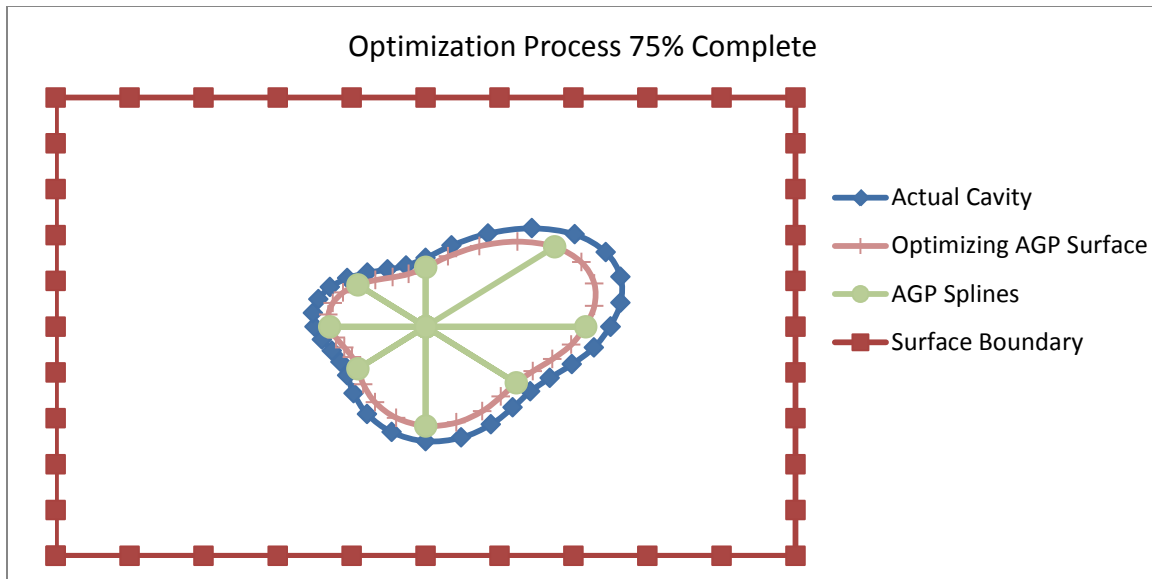 Optimization Process 75% Complete
Actual Cavity
Optimizing AGP Surface
AGP Splines
Surface Boundary